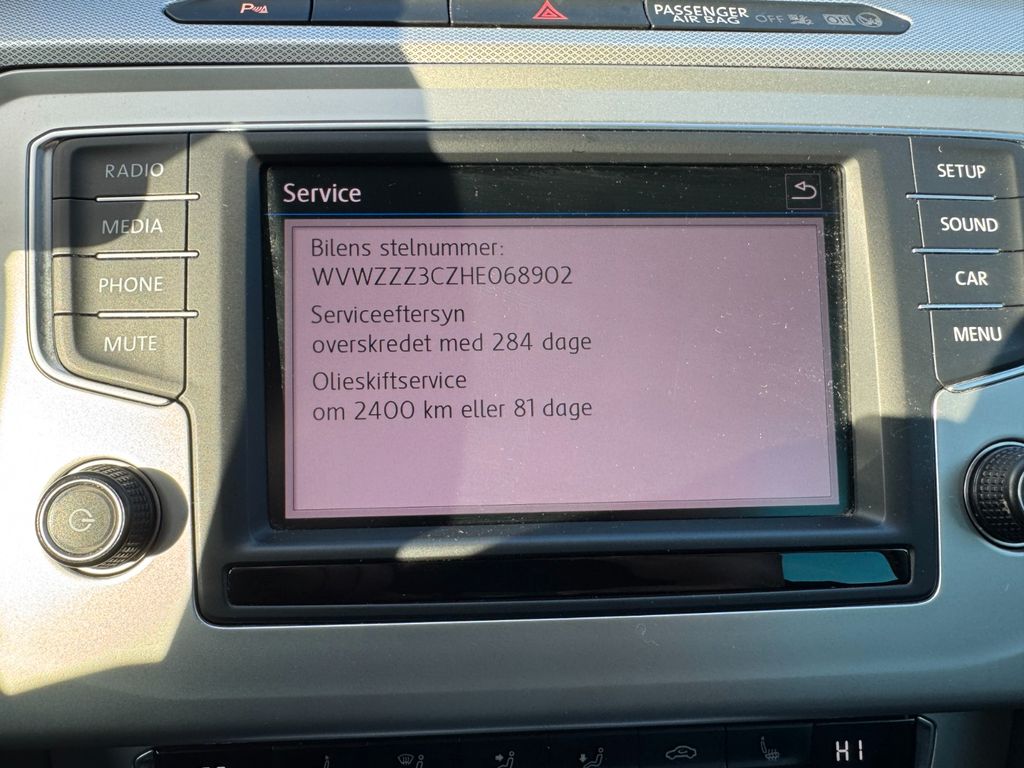 PASSENGER
AIR BAG OFF ON
RADIO
MEDIA
PHONE
MUTE
Service
Bilens stelnummer:
WVWZZZ3CZHE068902
Serviceeftersyn
overskredet med 284 dage
Olieskiftservice
om 2400 km eller 81 dage
SETUP
SOUND
CAR
MENU
HI